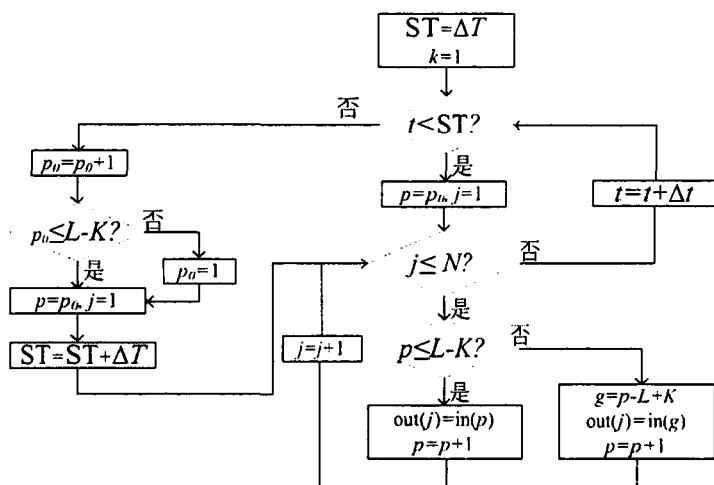 ST=ΔT
k=1
否
t<ST?
是
p₀=p₀+1
p=p₀, j=1
t=t+Δt
p₀≤L-K?
否
是
p₀=1
j≤N?
否
是
p=p₀, j=1
ST=ST+ΔT
j=j+1
p≤L-K?
否
是
out(j)=in(p)
p=p+1
g=p-L+K
out(j)=in(g)
p=p+1